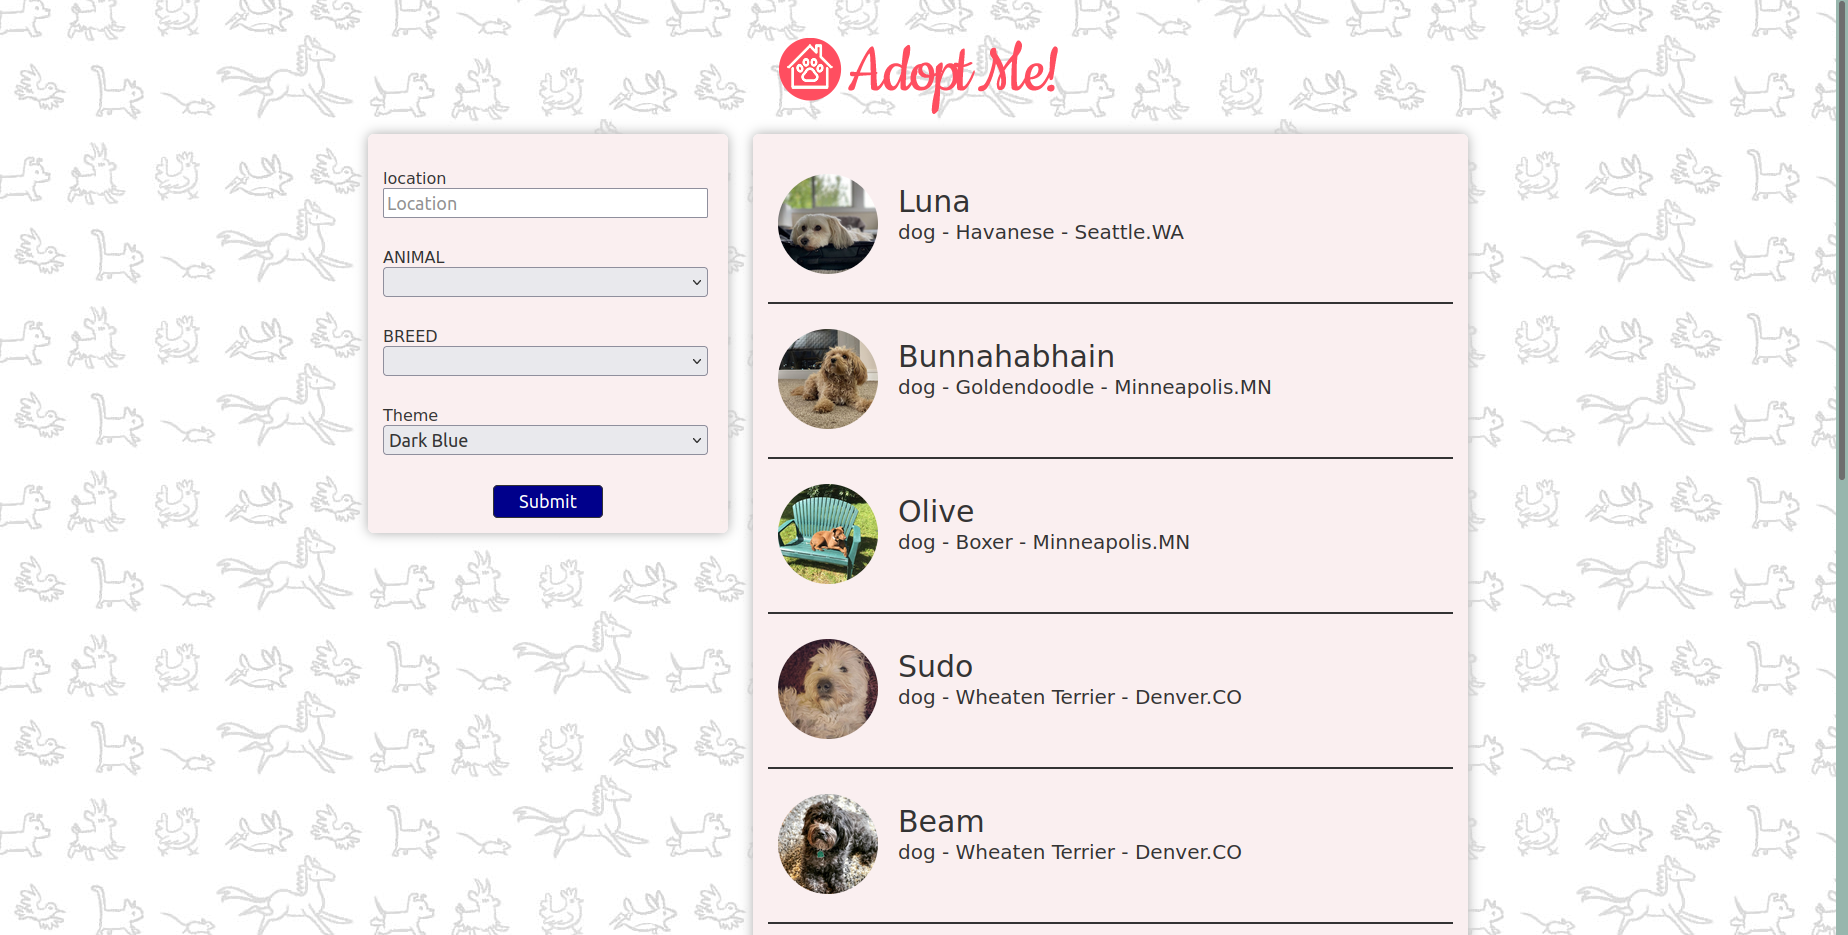 Adopt Me!
location
Location
ANIMAL
BREED
Theme
Dark Blue
Submit
Luna
dog - Havanese - Seattle.WA
Bunnahabhain
dog - Goldendoodle - Minneapolis.MN
Olive
dog - Boxer - Minneapolis.MN
Sudo
dog - Wheaten Terrier - Denver.CO
Beam
dog - Wheaten Terrier - Denver.CO